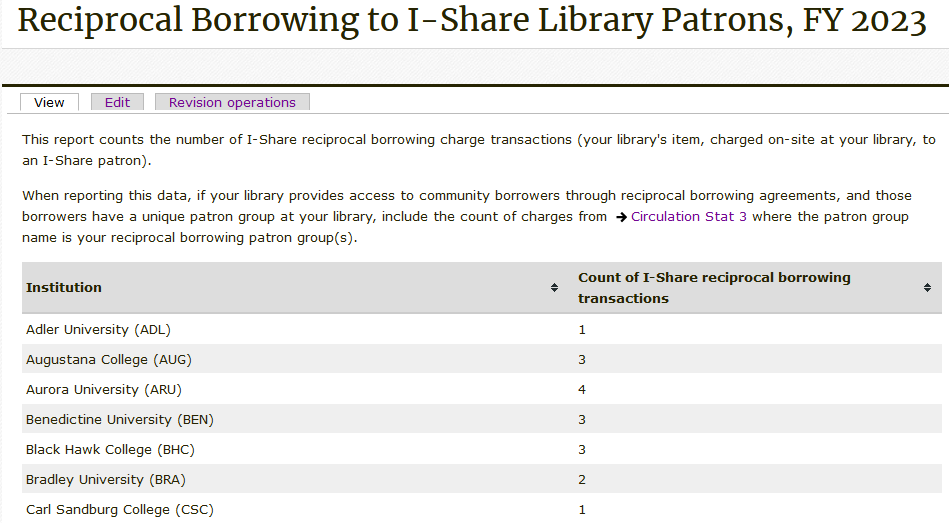 Reciprocal Borrowing to I-Share Library Patrons, FY 2023
View Edit Revision operations
This report counts the number of I-Share reciprocal borrowing charge transactions (your library's item, charged on-site at your library, to
an I-Share patron).
When reporting this data, if your library provides access to community borrowers through reciprocal borrowing agreements, and those
borrowers have a unique patron group at your library, include the count of charges from → Circulation Stat 3 where the patron group
name is your reciprocal borrowing patron group(s).
Institution Count of I-Share reciprocal borrowing
transactions
Adler University (ADL) 1
Augustana College (AUG) 3
Aurora University (ARU) 4
Benedictine University (BEN) 3
Black Hawk College (BHC) 3
Bradley University (BRA) 2
Carl Sandburg College (CSC) 1